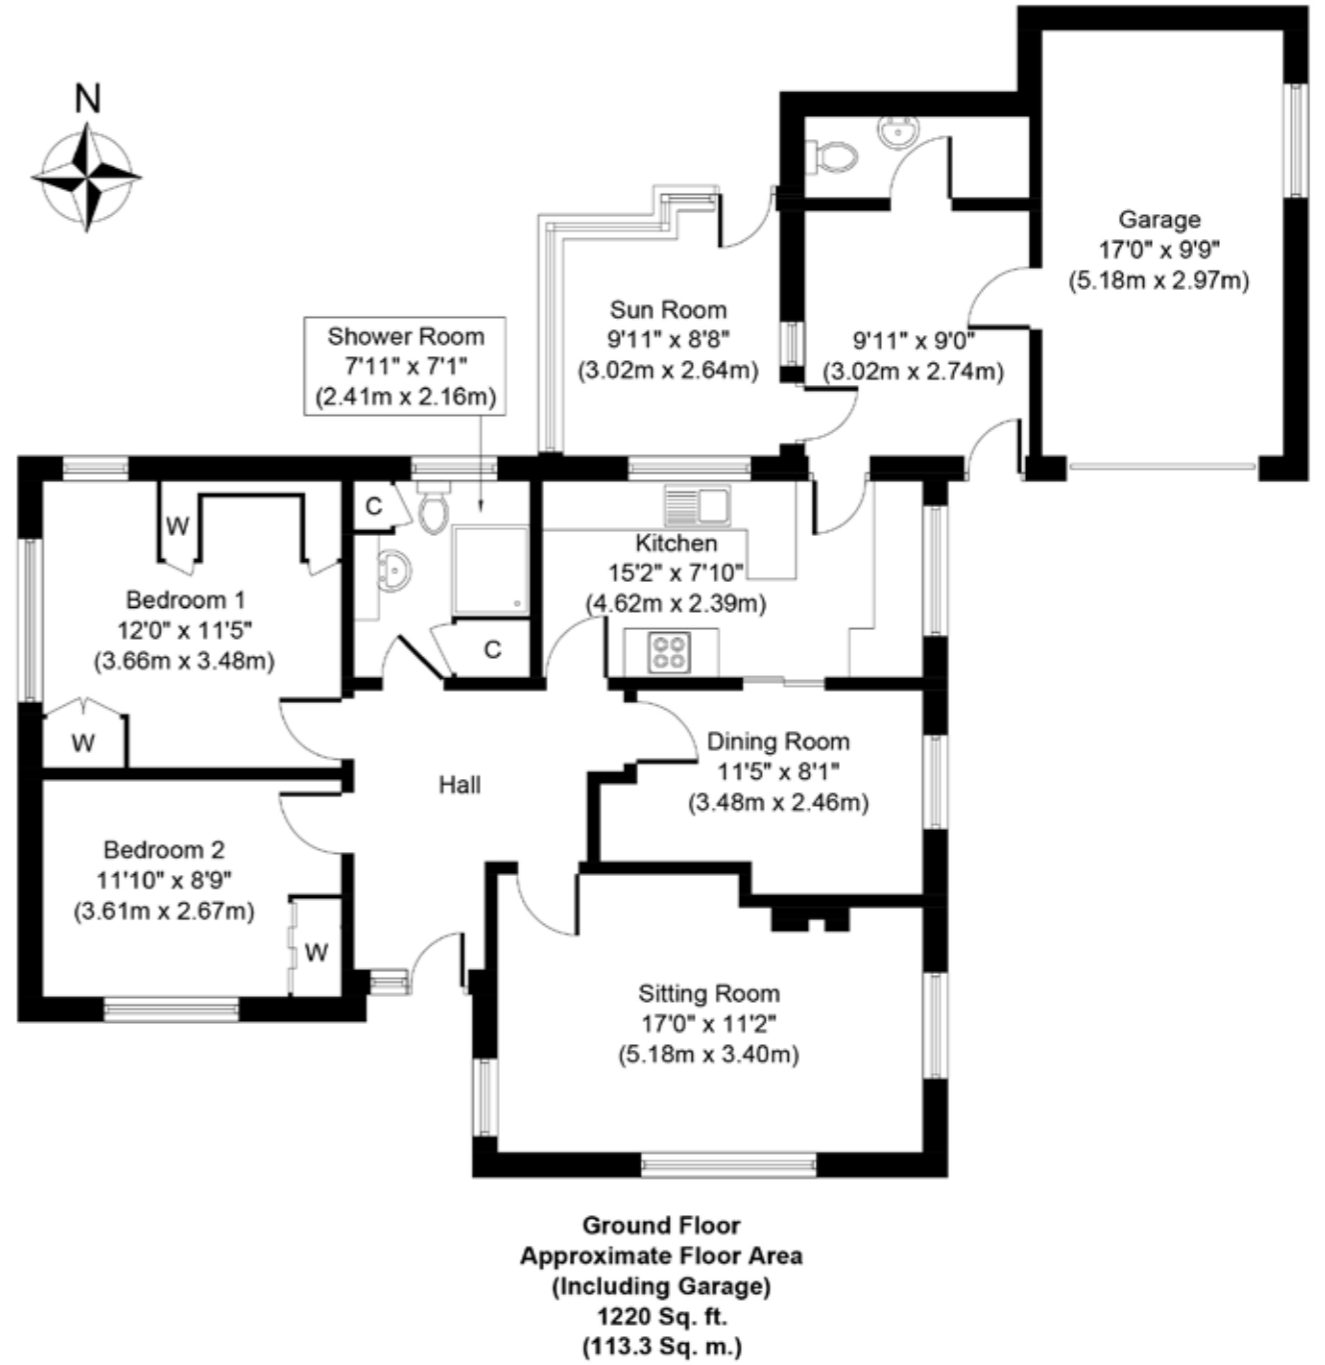 N
Garage
17'0" x 9'9"
(5.18m x 2.97m)
Sun Room
9'11" x 8'8"
(3.02m x 2.64m)
9'11" x 9'0"
(3.02m x 2.74m)
Shower Room
7'11" x 7'1"
(2.41m x 2.16m)
W
C
Kitchen
15'2" x 7'10"
(4.62m x 2.39m)
Bedroom 1
12'0" x 11'5"
(3.66m x 3.48m)
C
W
Dining Room
11'5" x 8'1"
(3.48m x 2.46m)
Hall
Bedroom 2
11'10" x 8'9"
(3.61m x 2.67m)
W
Sitting Room
17'0" x 11'2"
(5.18m x 3.40m)
Ground Floor
Approximate Floor Area
(Including Garage)
1220 Sq. ft.
(113.3 Sq. m.)